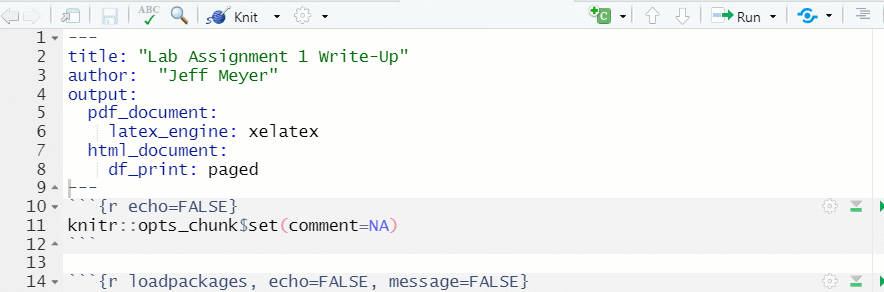 ABC Knit C Run
1 ---
2 title: "Lab Assignment 1 Write-Up"
3 author:  "Jeff Meyer"
4 output:
5   pdf_document:
6     latex_engine: xelatex
7   html_document:
8     df_print: paged
9 ---
10 ```{r echo=FALSE}
11 knitr::opts_chunk$set(comment=NA)
12 ```
13
14 ```{r loadpackages, echo=FALSE, message=FALSE}